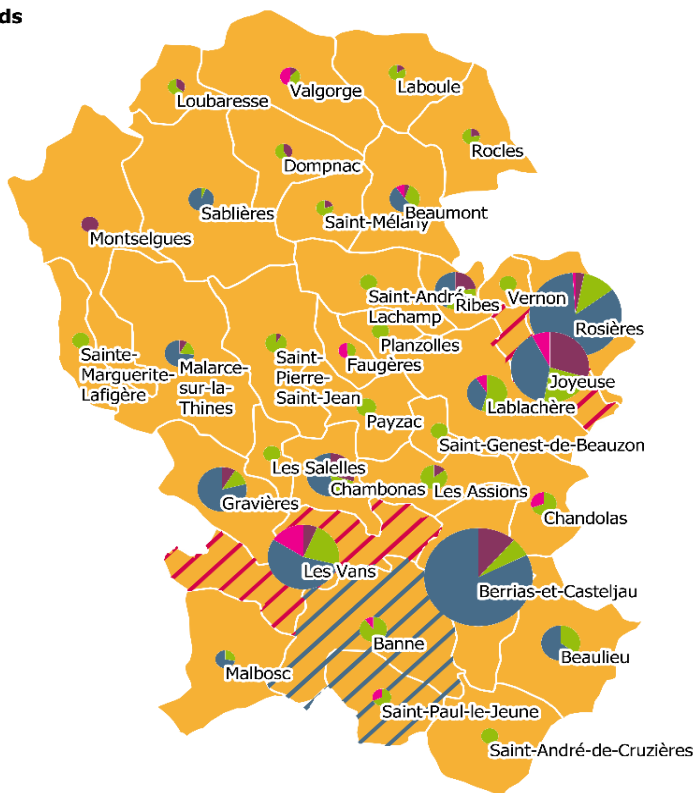 ds
Loubaresse
Valgorge
Laboule
Dompnac
Rocles
Sablières
Saint-Mélany
Beaumont
Montselgues
Saint-André
Lachamp
Ribes
Vernon
Rosières
Sainte-
Marguerite-
Lafigère
Malarce-
sur-la-
Thines
Saint-
Pierre-
Saint-Jean
Planzolles
Faugères
Joyeuse
Lablachère
Payzac
Saint-Genest-de-Beauzon
Les Salelles
Gravières
Chambonas
Les Assions
Chandolas
Les Vans
Berrias-et-Casteljau
Banne
Beaulieu
Malbosc
Saint-Paul-le-Jeune
Saint-André-de-Cruzières